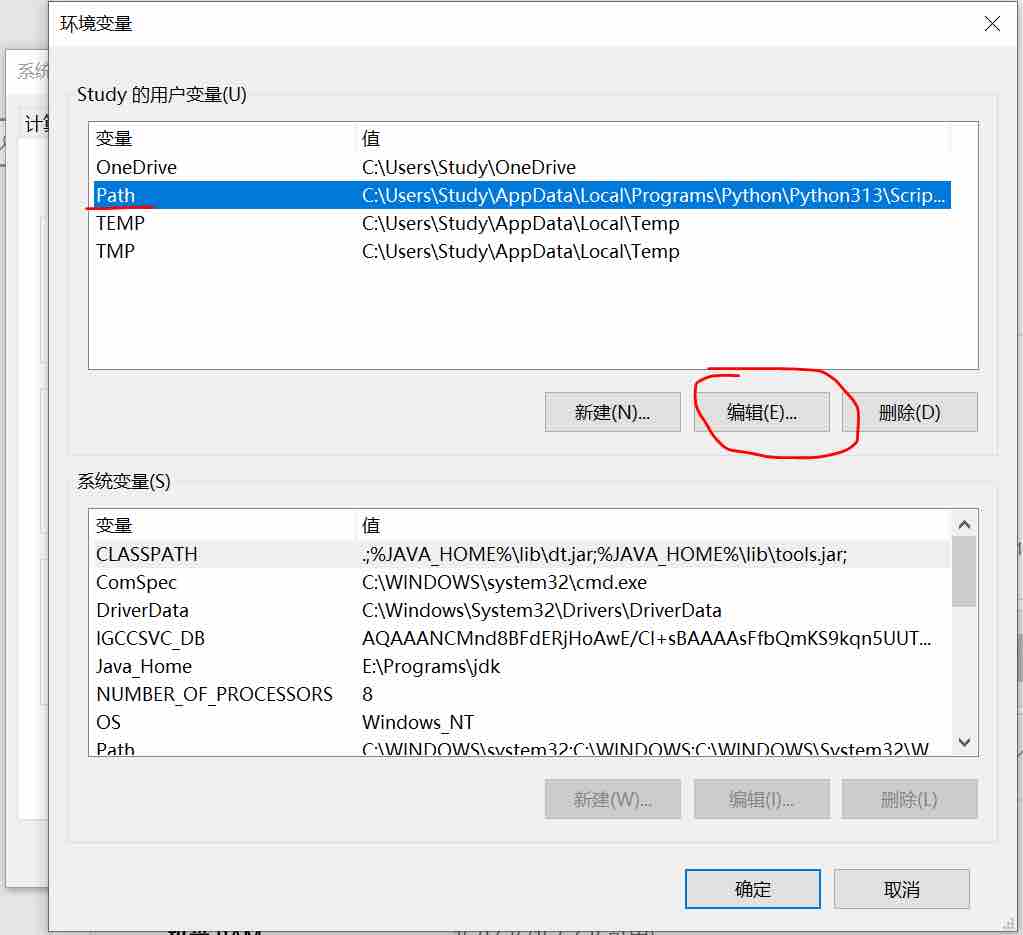 环境变量
系统
计算
Study 的用户变量(U)
变量 值
OneDrive C:\Users\Study\OneDrive
Path C:\Users\Study\AppData\Local\Programs\Python\Python313\Scrip...
TEMP C:\Users\Study\AppData\Local\Temp
TMP C:\Users\Study\AppData\Local\Temp
新建(N)... 编辑(E)... 删除(D)
系统变量(S)
变量 值
CLASSPATH .;%JAVA_HOME%\lib\dt.jar;%JAVA_HOME%\lib\tools.jar;
ComSpec C:\WINDOWS\system32\cmd.exe
DriverData C:\Windows\System32\Drivers\DriverData
IGCCSVC_DB AQAAANCMnd8BFdERjHoAwE/Cl+sBAAAAsFfbQmKS9kqn5UUT...
Java_Home E:\Programs\jdk
NUMBER_OF_PROCESSORS 8
OS Windows_NT
Path C:\WINDOWS\system32;C:\WINDOWS;C:\WINDOWS\System32\W
新建(W)... 编辑(I)... 删除(L)
确定 取消